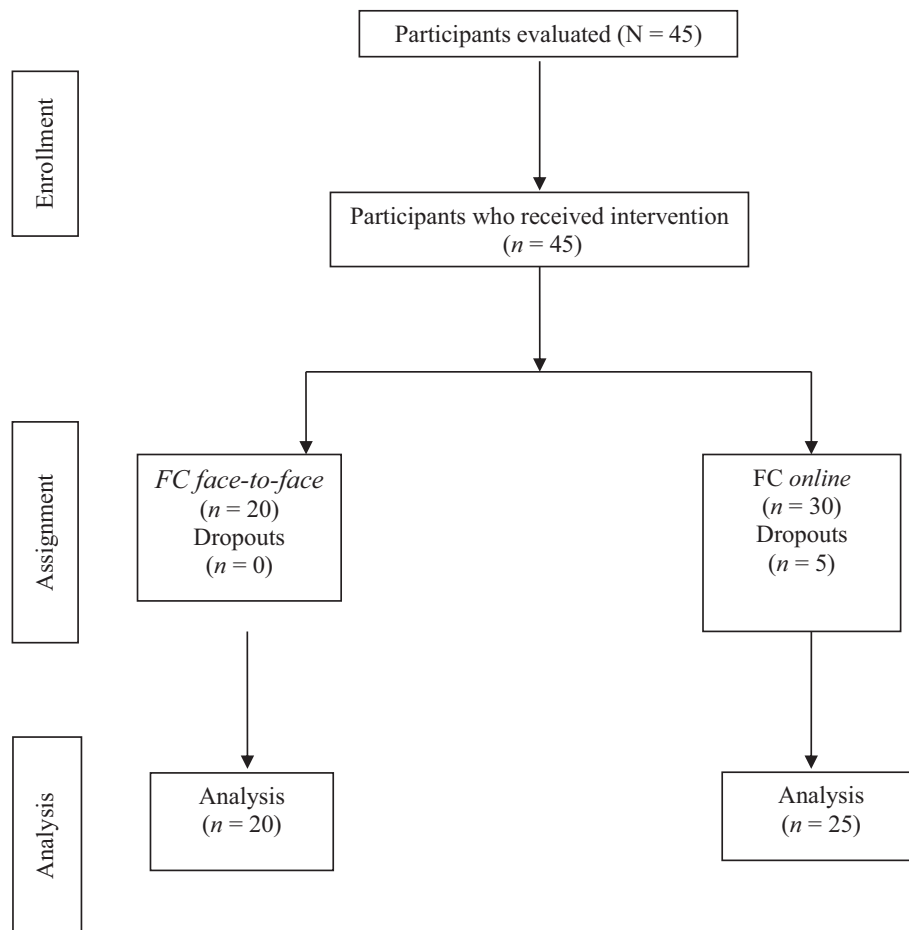 Participants evaluated (N = 45)
Enrollment
Participants who received intervention
(n = 45)
Assignment
FC face-to-face
(n = 20)
Dropouts
(n = 0)
FC online
(n = 30)
Dropouts
(n = 5)
Analysis
Analysis
(n = 20)
Analysis
(n = 25)